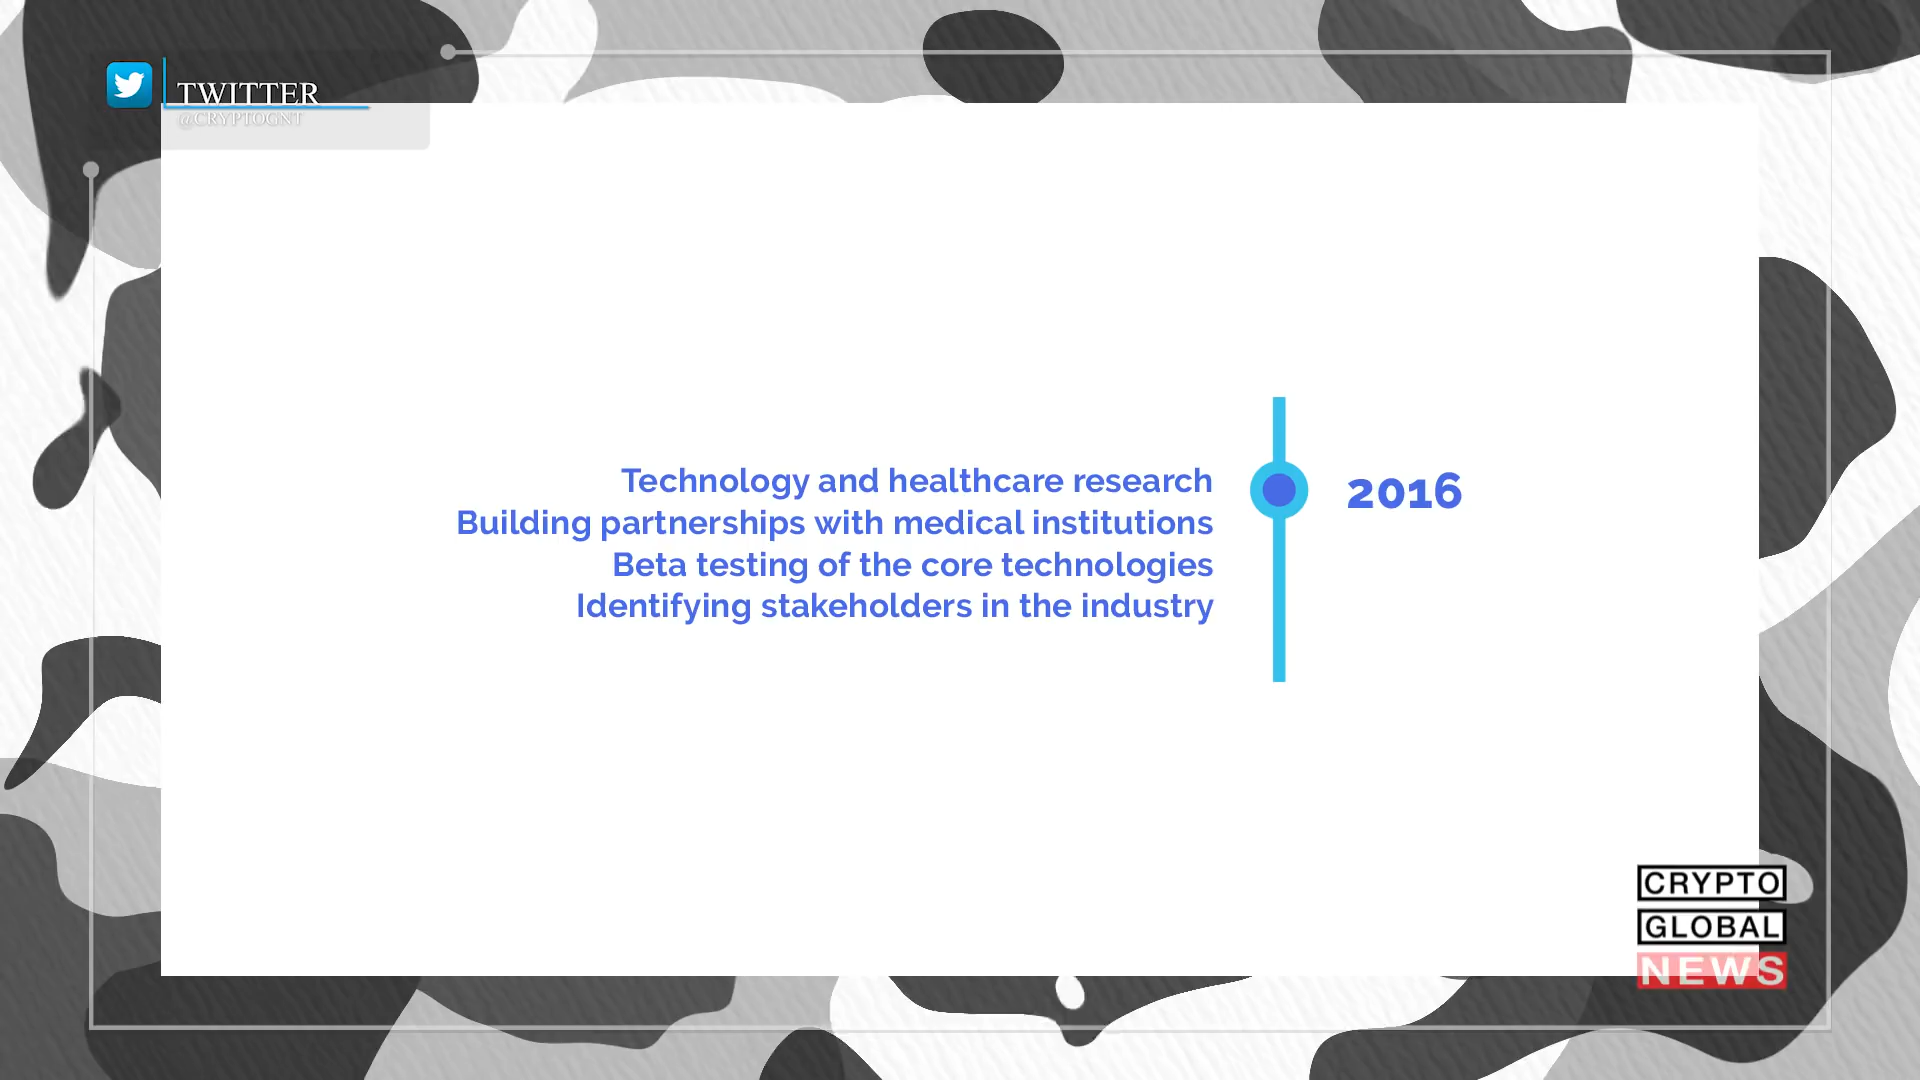 TWITTER
@CRYPTOGNT
Technology and healthcare research
Building partnerships with medical institutions
Beta testing of the core technologies
Identifying stakeholders in the industry
2016
CRYPTO
GLOBAL
NEWS